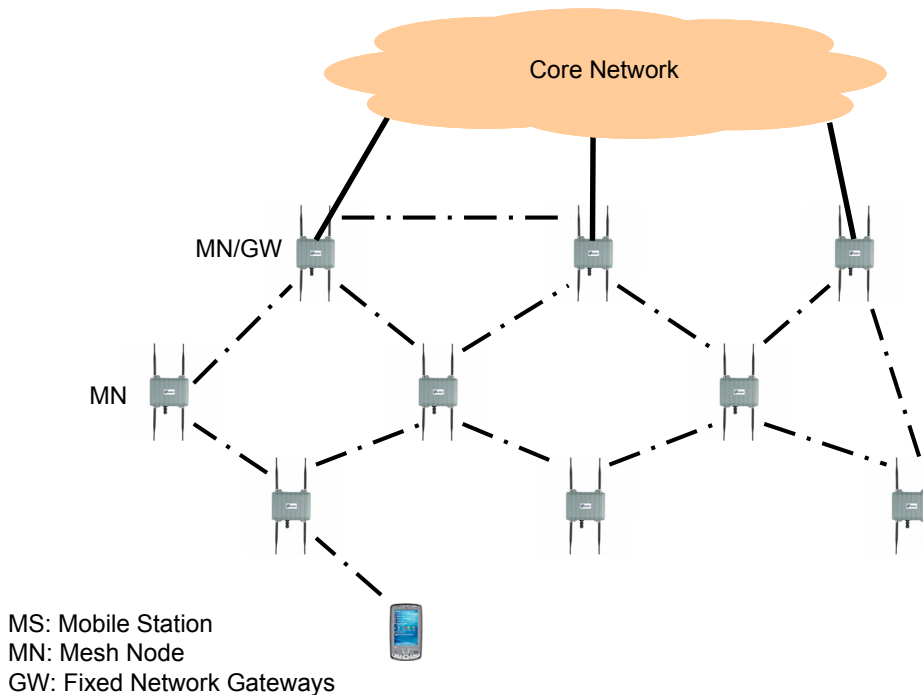 Core Network
MN/GW
MN
MS: Mobile Station
MN: Mesh Node
GW: Fixed Network Gateways